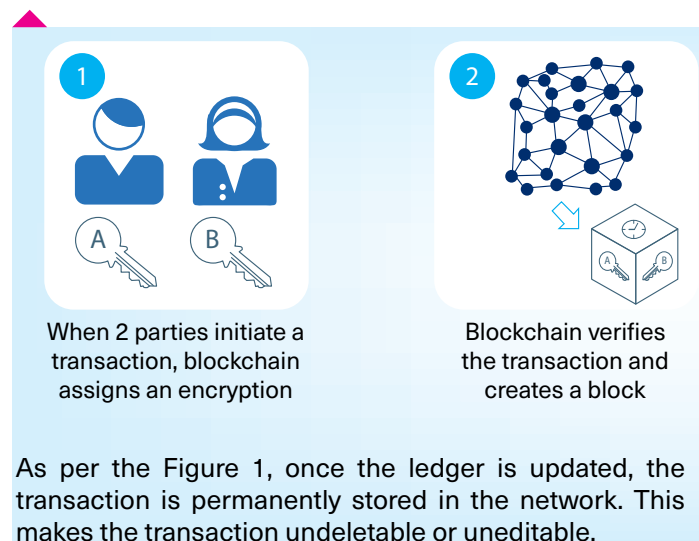 1
A
B
When 2 parties initiate a
transaction, blockchain
assigns an encryption
2
A
B
Blockchain verifies
the transaction and
creates a block
As per the Figure 1, once the ledger is updated, the
transaction is permanently stored in the network. This
makes the transaction undeletable or uneditable.